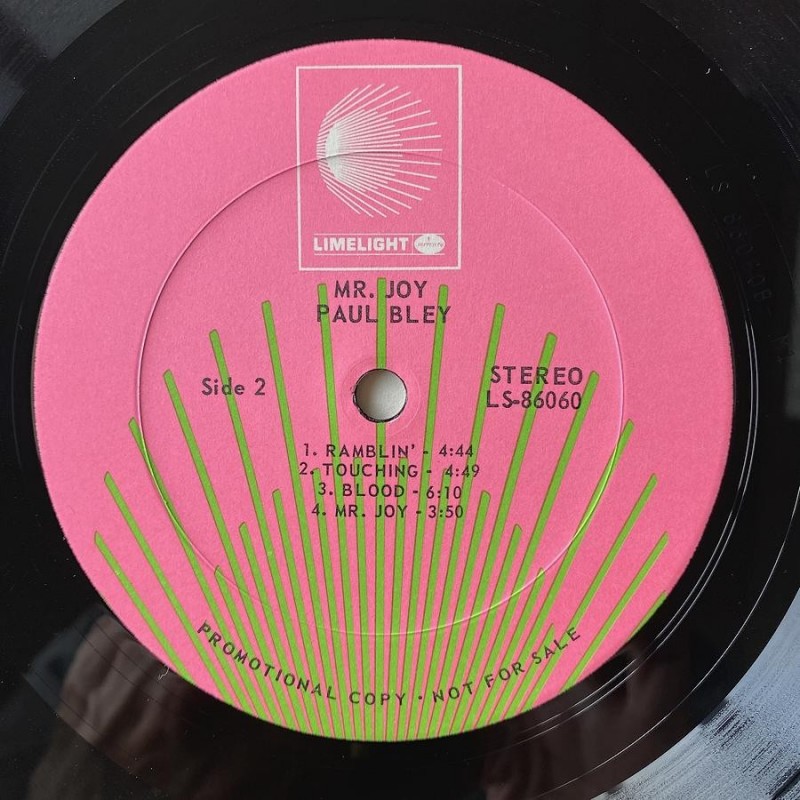 LIMELIGHT
MR. JOY
PAUL BLEY
Side 2
STEREO
LS-86060
1. RAMBLIN' - 4:44
2. TOUCHING - 4:49
3. BLOOD - 6:10
4. MR. JOY - 3:50
PROMOTIONAL COPY · NOT FOR SALE